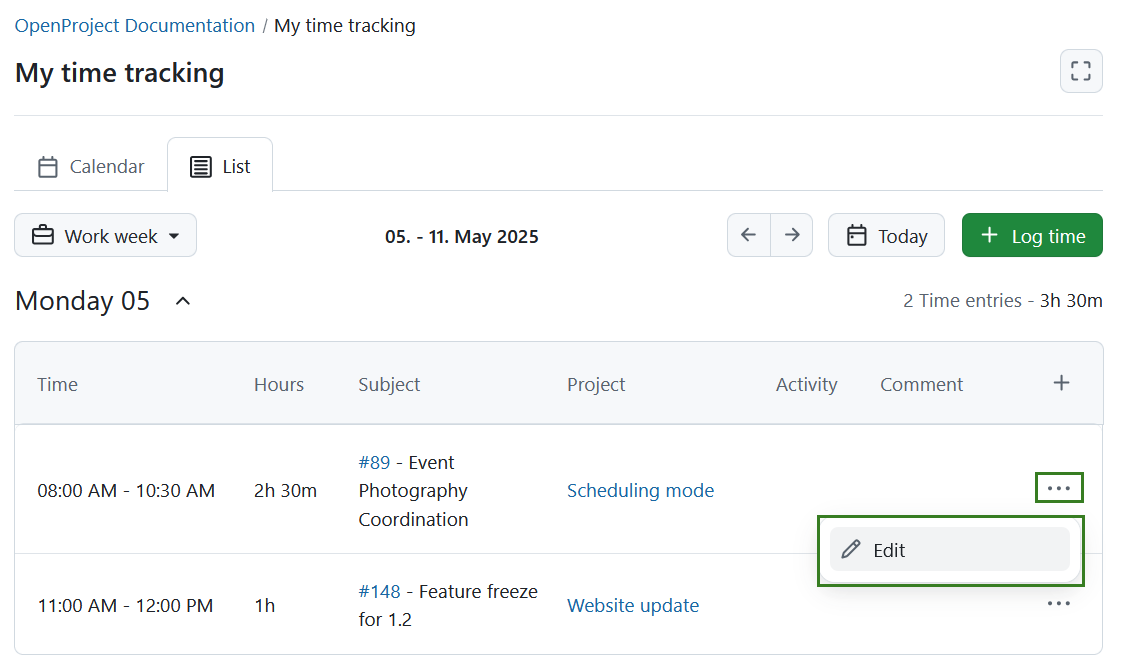 OpenProject Documentation / My time tracking
My time tracking
Calendar
List
Work week
05. - 11. May 2025
Today
+ Log time
Monday 05
2 Time entries - 3h 30m
Time Hours Subject Project Activity Comment +
#89 - Event
08:00 AM - 10:30 AM 2h 30m Photography Scheduling mode ···
Coordination
Edit
#148 - Feature freeze
11:00 AM - 12:00 PM 1h for 1.2 Website update ···